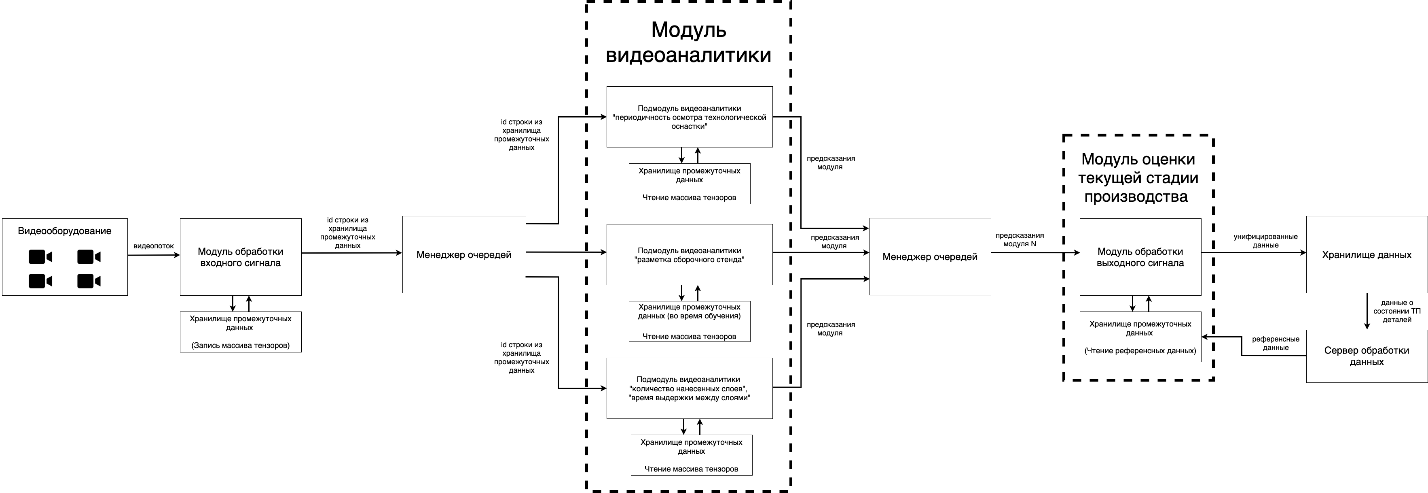 Видеооборудование
видеопоток
Модуль обработки
входного сигнала
Хранилище промежуточных
данных
(Запись массива тензоров)
id строки из
хранилища
промежуточных
данных
Менеджер очередей
id строки из
хранилища
промежуточных
данных
id строки из
хранилища
промежуточных
данных
Модуль
видеоаналитики
Подмодуль видеоаналитики
"периодичность осмотра технологической
оснастки"
Хранилище промежуточных
данных
Чтение массива тензоров
Подмодуль видеоаналитики
"разметка сборочного стенда"
Хранилище промежуточных
данных (во время обучения)
Чтение массива тензоров
Подмодуль видеоаналитики
"количество нанесенных слоев",
"время выдержки между слоями"
Хранилище промежуточных
данных
Чтение массива тензоров
предсказания
модуля
предсказания
модуля
предсказания
модуля
Менеджер очередей
предсказания
модуля N
Модуль оценки
текущей стадии
производства
Модуль обработки
выходного сигнала
Хранилище промежуточных
данных
(Чтение референсных данных)
унифицированные
данные
Хранилище данных
данные о
состоянии ТП
деталей
референсные
данные
Сервер обработки
данных